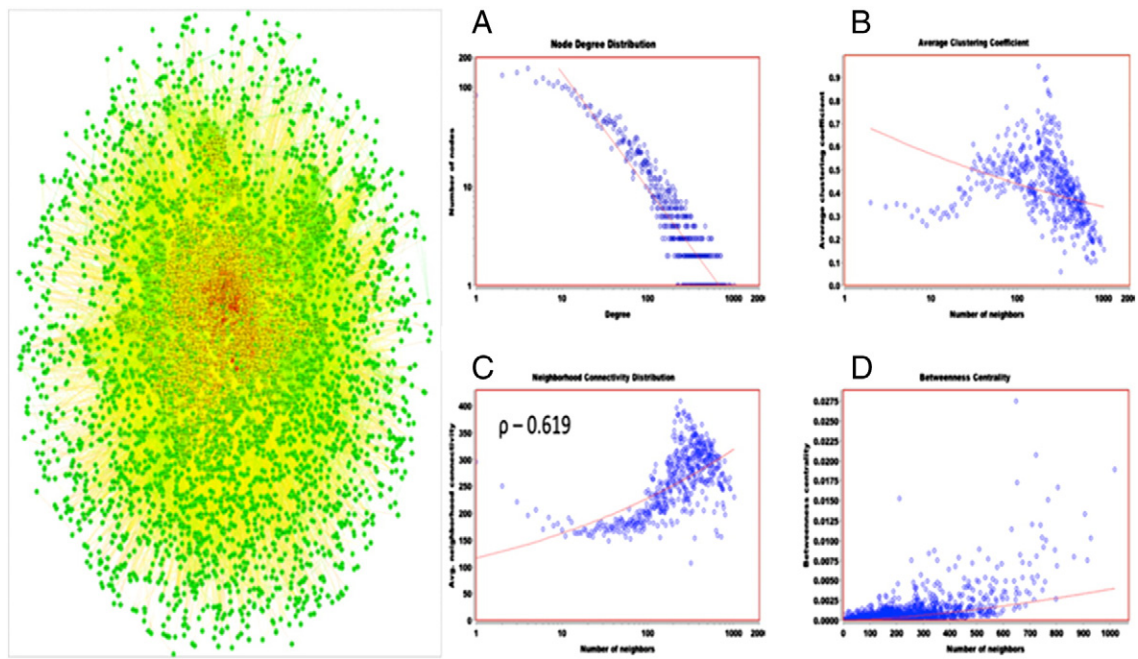 A
Node Degree Distribution
200
100
10
1
1 10 100 1000 2000
Number of nodes
Degree
B
Average Clustering Coefficient
0.9
0.8
0.7
0.6
0.5
0.4
0.3
0.2
0.1
0.0
1 10 100 1000 200
Average clustering coefficient
Number of neighbors
C
Neighborhood Connectivity Distribution
ρ – 0.619
400
350
300
250
200
150
100
50
0
1 10 100 1000 200
Avg. neighborhood connectivity
Number of neighbors
D
Betweenness Centrality
0.0275
0.0250
0.0225
0.0200
0.0175
0.0150
0.0125
0.0100
0.0075
0.0050
0.0025
0.0000
0 100 200 300 400 500 600 700 800 900 1000
Betweenness centrality
Number of neighbors